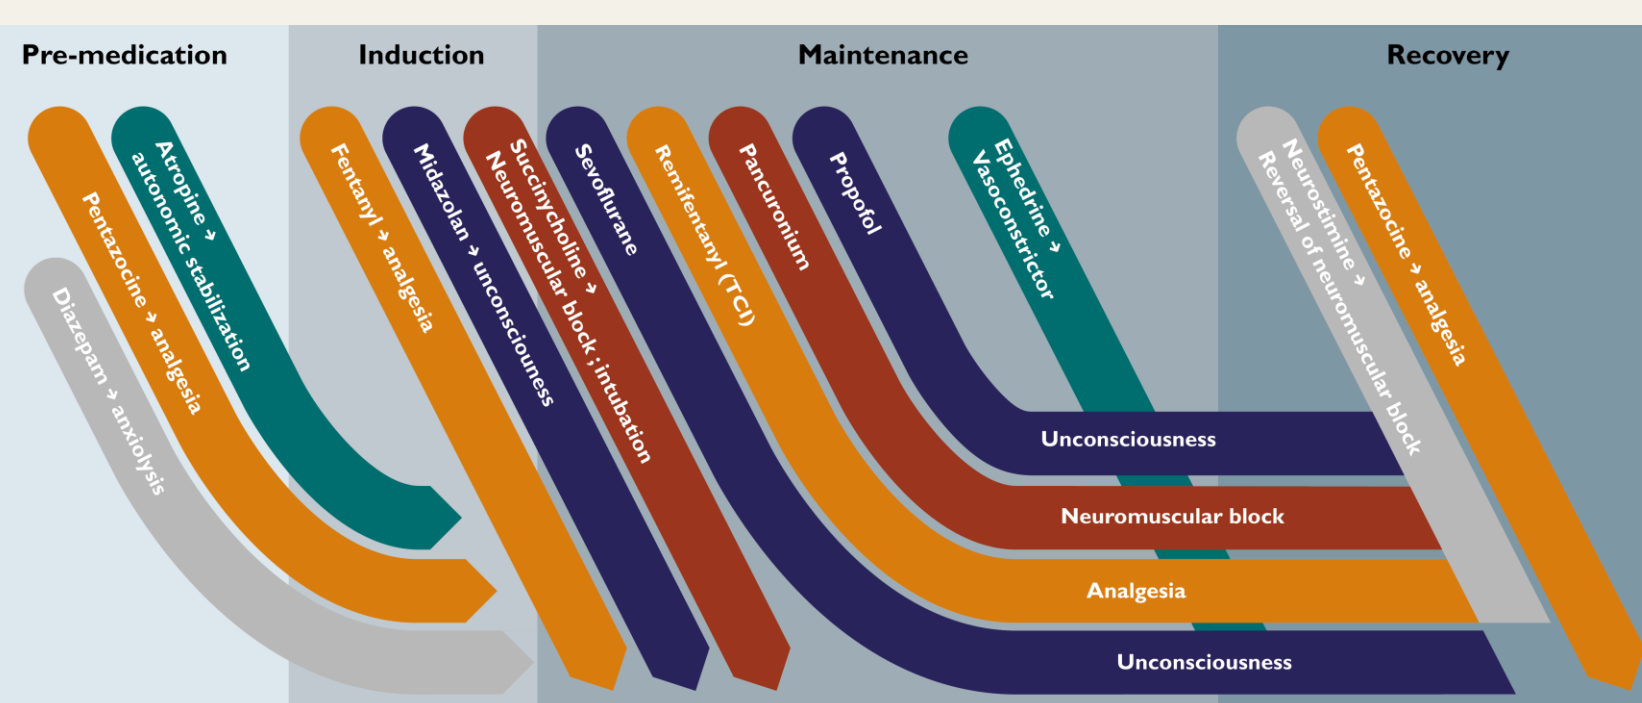 Pre-medication
Induction
Maintenance
Recovery
Diazepam → anxiolysis
Pentazocine → analgesia
Atropine →
autonomic stabilization
Fentanyl → analgesia
Midazolan → unconsciouness
Succinycholine →
Neuromuscular block ; intubation
Sevoflurane
Remifentanyl (TCI)
Pancuronium
Propofol
Ephedrine →
Vasoconstrictor
Neurostimine →
Reversal of neuromuscular block
Pentazocine → analgesia
Unconsciousness
Neuromuscular block
Analgesia
Unconsciousness